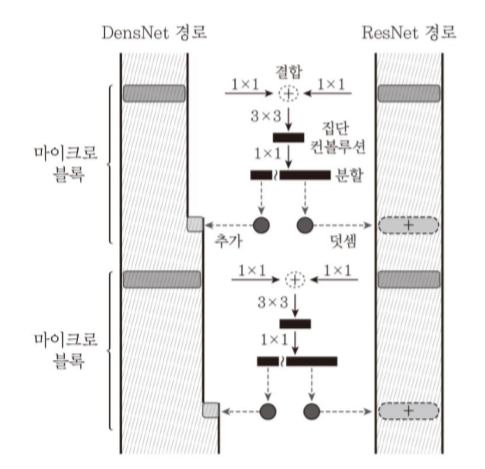 DensNet 경로
ResNet 경로
결합
1×1
1×1
3×3
집단
컨볼루션
1×1
분할
마이크로
블록
추가
덧셈
1×1
1×1
3×3
1×1
마이크로
블록